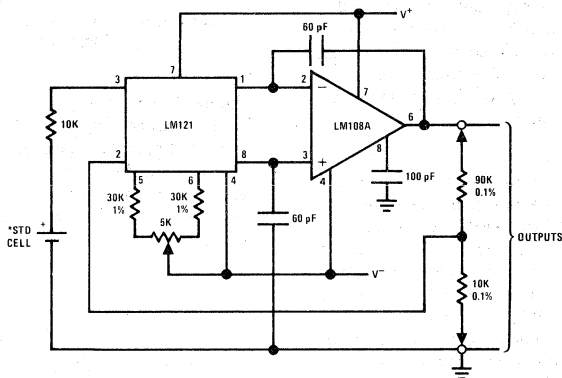 V+
60 pF
7
3
1
2
7
6
LM121
LM108A
10K
2
8
3
8
4
5
6
4
30K
1%
30K
1%
5K
60 pF
100 pF
90K
0.1%
*STD
CELL
+
−
+
V−
OUTPUTS
10K
0.1%